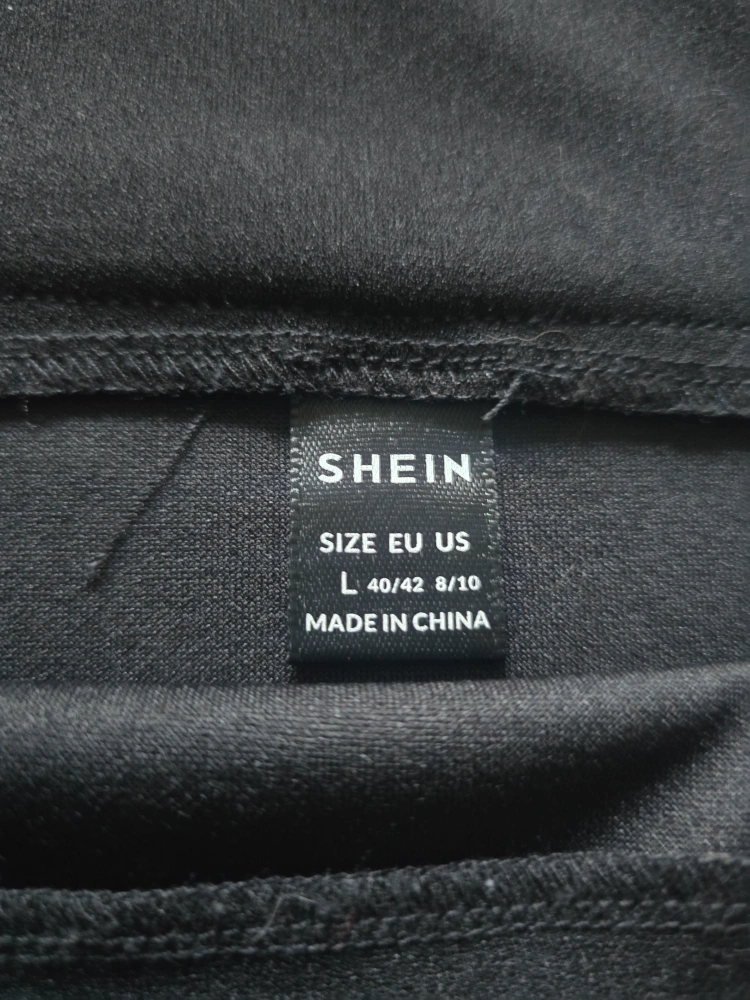 SHEIN
SIZE EU US
L 40/42 8/10
MADE IN CHINA